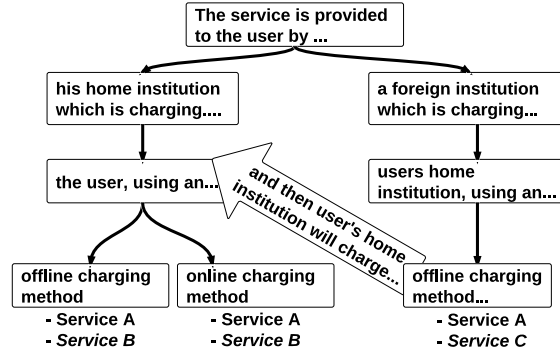 The service is provided
to the user by ...
his home institution
which is charging....
a foreign institution
which is charging...
the user, using an...
and then user's home
institution will charge...
users home
institution, using an...
offline charging
method
- Service A
- Service B
online charging
method
- Service A
- Service B
offline charging
method...
- Service A
- Service C